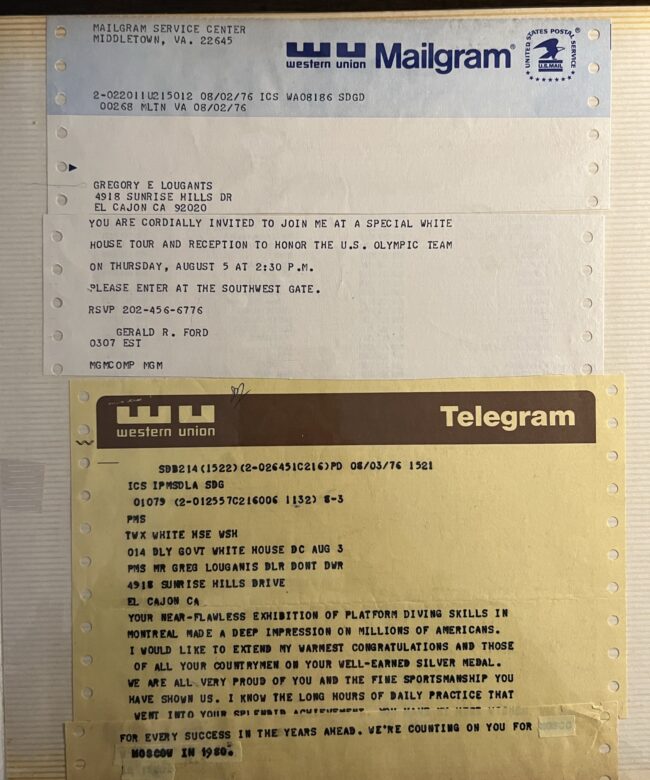 MAILGRAM SERVICE CENTER
MIDDLETOWN, VA. 22645
western union Mailgram®
UNITED STATES POSTAL SERVICE
U.S.MAIL
2-022011U215012 08/02/76 ICS WA08186 SDGD
00268 MLTN VA 08/02/76
GREGORY E LOUGANTS
4918 SUNRISE HILLS DR
EL CAJON CA 92020
YOU ARE CORDIALLY INVITED TO JOIN ME AT A SPECIAL WHITE
HOUSE TOUR AND RECEPTION TO HONOR THE U.S. OLYMPIC TEAM
ON THURSDAY, AUGUST 5 AT 2:30 P.M.
PLEASE ENTER AT THE SOUTHWEST GATE.
RSVP 202-456-6776
GERALD R. FORD
0307 EST
MGMCOMP MGM
western union Telegram
SDB214(1522)(2-026451C216)PD 08/03/76 1521
ICS IPMSDLA SDG
01079 (2-012557C216006 1132) 8-3
PMS
TWX WHITE HSE WSH
014 DLY GOVT WHITE HOUSE DC AUG 3
PMS MR GREG LOUGANIS DLR DONT DWR
4918 SUNRISE HILLS DRIVE
EL CAJON CA
YOUR NEAR-FLAWLESS EXHIBITION OF PLATFORM DIVING SKILLS IN
MONTREAL MADE A DEEP IMPRESSION ON MILLIONS OF AMERICANS.
I WOULD LIKE TO EXTEND MY WARMEST CONGRATULATIONS AND THOSE
OF ALL YOUR COUNTRYMEN ON YOUR WELL-EARNED SILVER MEDAL.
WE ARE ALL VERY PROUD OF YOU AND THE FINE SPORTSMANSHIP YOU
HAVE SHOWN US. I KNOW THE LONG HOURS OF DAILY PRACTICE THAT
WENT INTO YOUR SPLENDID ACHIEVEMENT. YOU HAVE MY BEST WISHES
FOR EVERY SUCCESS IN THE YEARS AHEAD. WE'RE COUNTING ON YOU FOR
MOSCOW IN 1980.